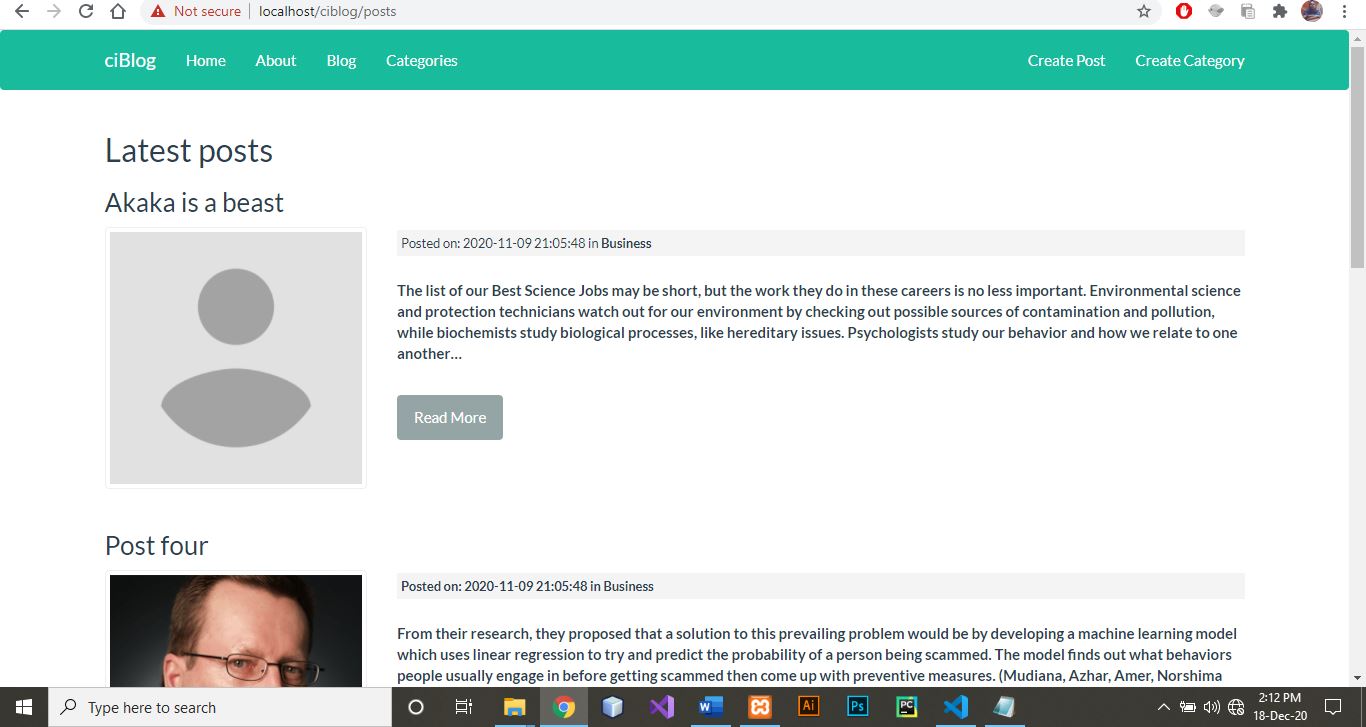 Not secure | localhost/ciblog/posts
ciBlog Home About Blog Categories Create Post Create Category
Latest posts
Akaka is a beast
Posted on: 2020-11-09 21:05:48 in Business
The list of our Best Science Jobs may be short, but the work they do in these careers is no less important. Environmental science
and protection technicians watch out for our environment by checking out possible sources of contamination and pollution,
while biochemists study biological processes, like hereditary issues. Psychologists study our behavior and how we relate to one
another…
Read More
Post four
Posted on: 2020-11-09 21:05:48 in Business
From their research, they proposed that a solution to this prevailing problem would be by developing a machine learning model
which uses linear regression to try and predict the probability of a person being scammed. The model finds out what behaviors
people usually engage in before getting scammed then come up with preventive measures. (Mudiana, Azhar, Amer, Norshima
Type here to search
W
Ai
Ps
PC
2:12 PM
18-Dec-20